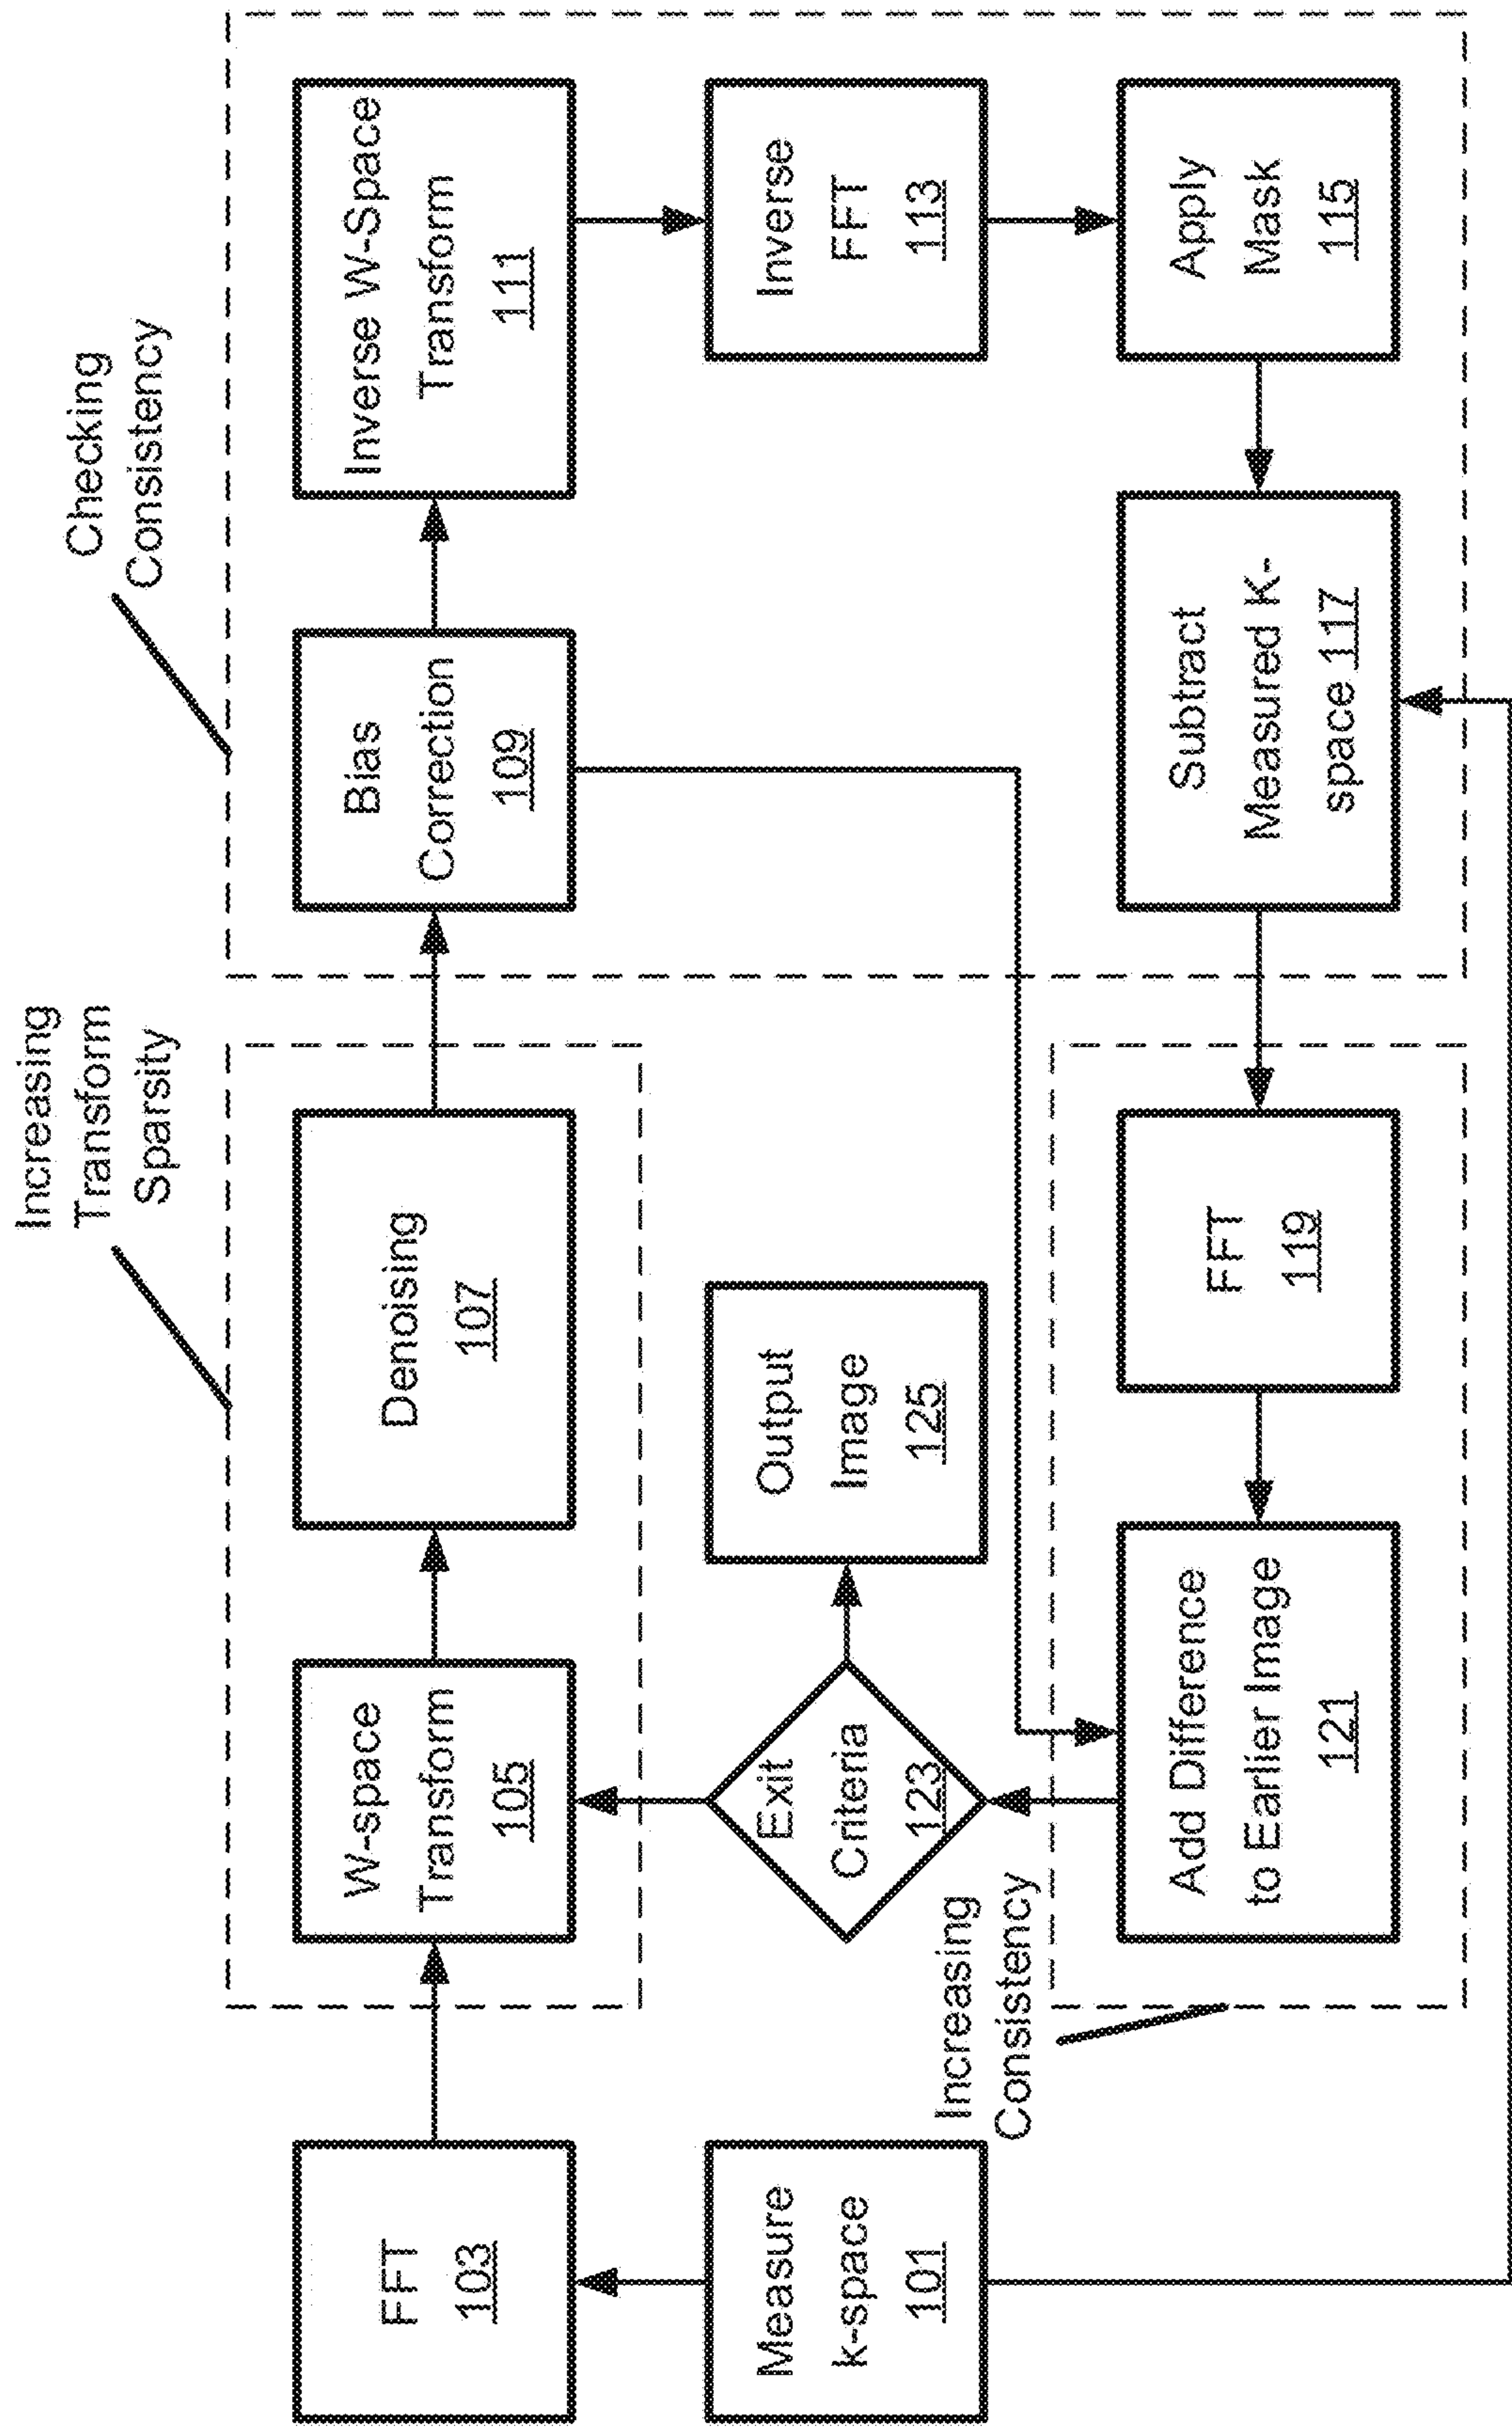 Increasing
Transform
Sparsity
Checking
Consistency
FFT
103
W-space
Transform
105
Denoising
107
Bias
Correction
109
Inverse W-Space
Transform
111
Measure
k-space
101
Exit
Criteria
123
Output
Image
125
Inverse
FFT
113
Increasing
Consistency
Add Difference
to Earlier Image
121
FFT
119
Subtract
Measured K-
space 117
Apply
Mask
115